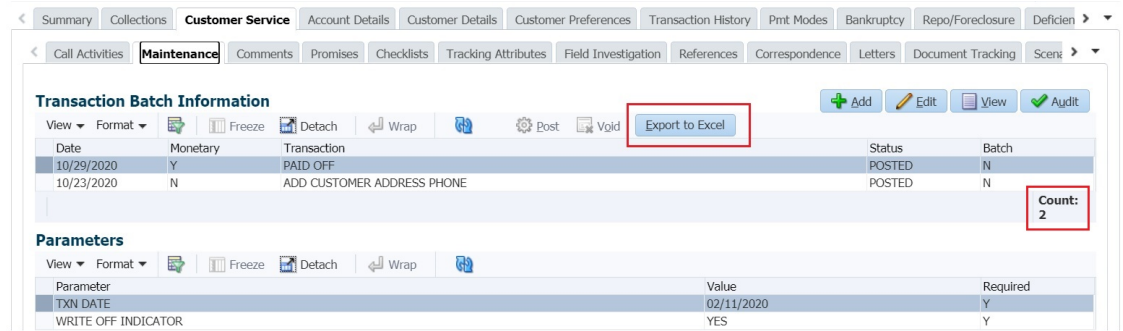 Summary Collections Customer Service Account Details Customer Details Customer Preferences Transaction History Pmt Modes Bankruptcy Repo/Foreclosure Deficien
Call Activities Maintenance Comments Promises Checklists Tracking Attributes Field Investigation References Correspondence Letters Document Tracking Scena
Transaction Batch Information Add Edit View Audit
View Format Freeze Detach Wrap Post Void Export to Excel
Date Monetary Transaction Status Batch
10/29/2020 Y PAID OFF POSTED N
10/23/2020 N ADD CUSTOMER ADDRESS PHONE POSTED N
Count:
2
Parameters
View Format Freeze Detach Wrap
Parameter Value Required
TXN DATE 02/11/2020 Y
WRITE OFF INDICATOR YES Y